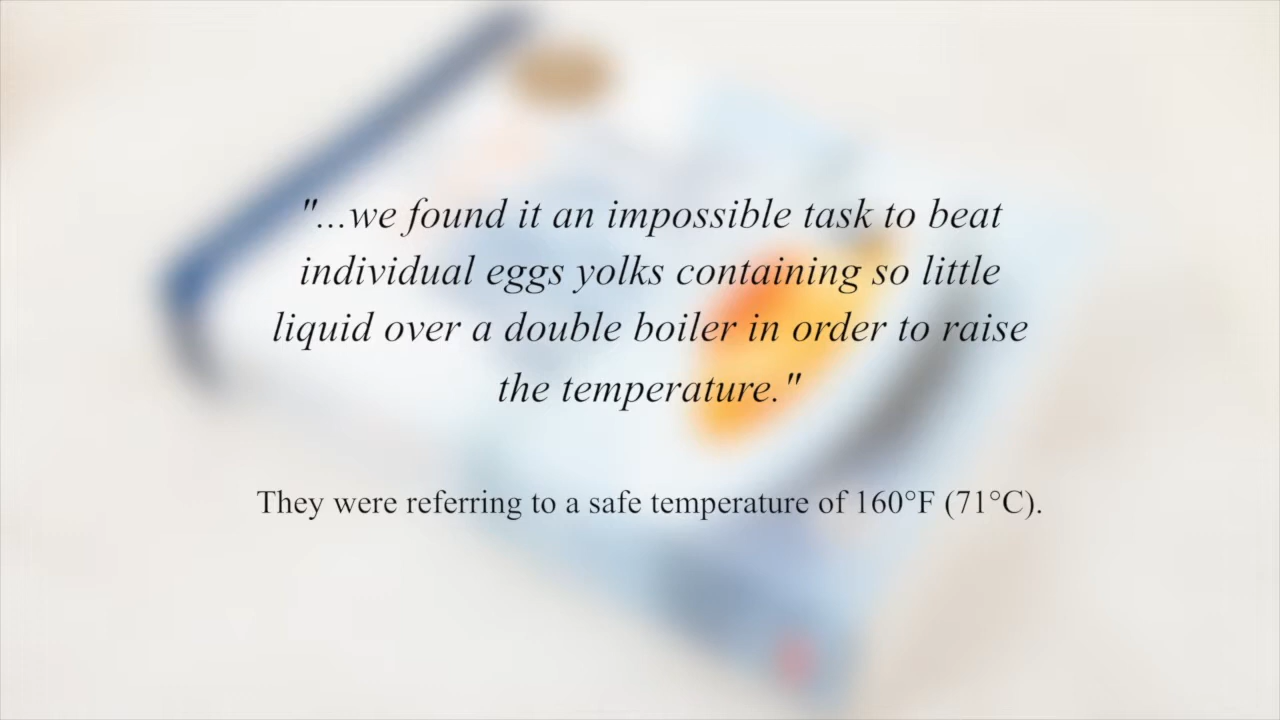 "...we found it an impossible task to beat
individual eggs yolks containing so little
liquid over a double boiler in order to raise
the temperature."
They were referring to a safe temperature of 160°F (71°C).